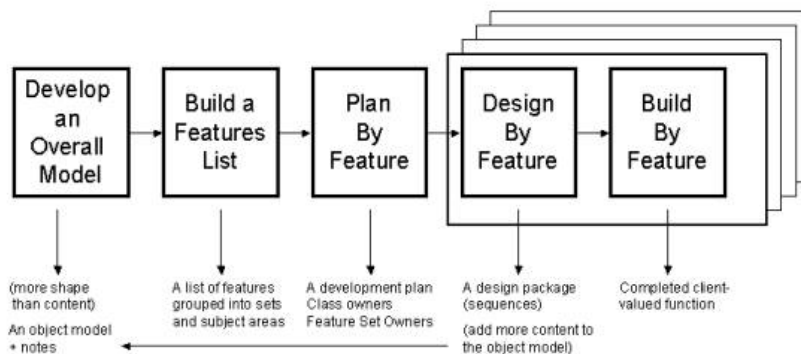 Develop
an
Overall
Model
Build a
Features
List
Plan
By
Feature
Design
By
Feature
Build
By
Feature
(more shape
than content)
An object model
+ notes
A list of features
grouped into sets
and subject areas
A development plan
Class owners
Feature Set Owners
A design package
(sequences)
(add more content to
the object model)
Completed client-
valued function